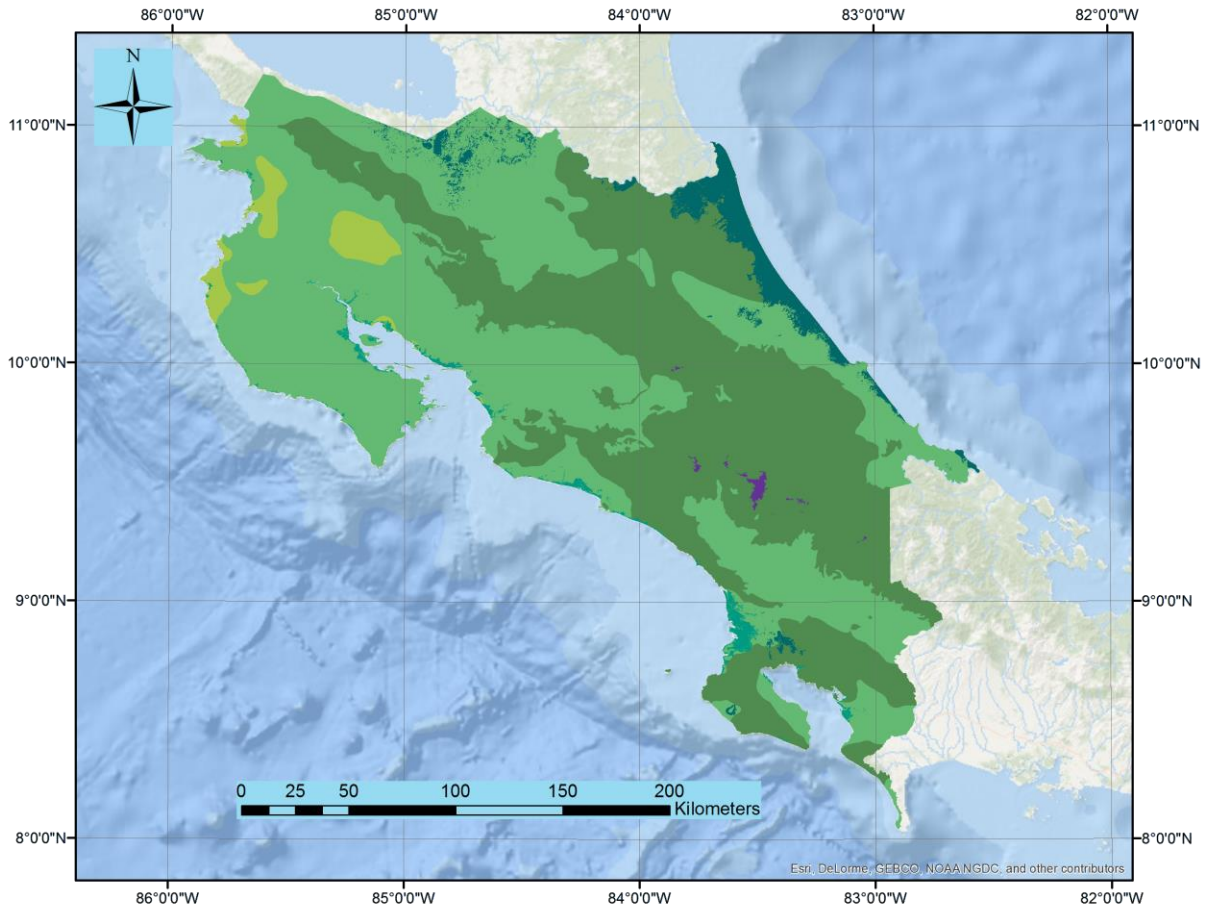 86°0'0"W 85°0'0"W 84°0'0"W 83°0'0"W 82°0'0"W
N
11°0'0"N 11°0'0"N
10°0'0"N 10°0'0"N
9°0'0"N 9°0'0"N
0 25 50 100 150 200
Kilometers
8°0'0"N 8°0'0"N
Esri, DeLorme, GEBCO, NOAA NGDC, and other contributors
86°0'0"W 85°0'0"W 84°0'0"W 83°0'0"W 82°0'0"W